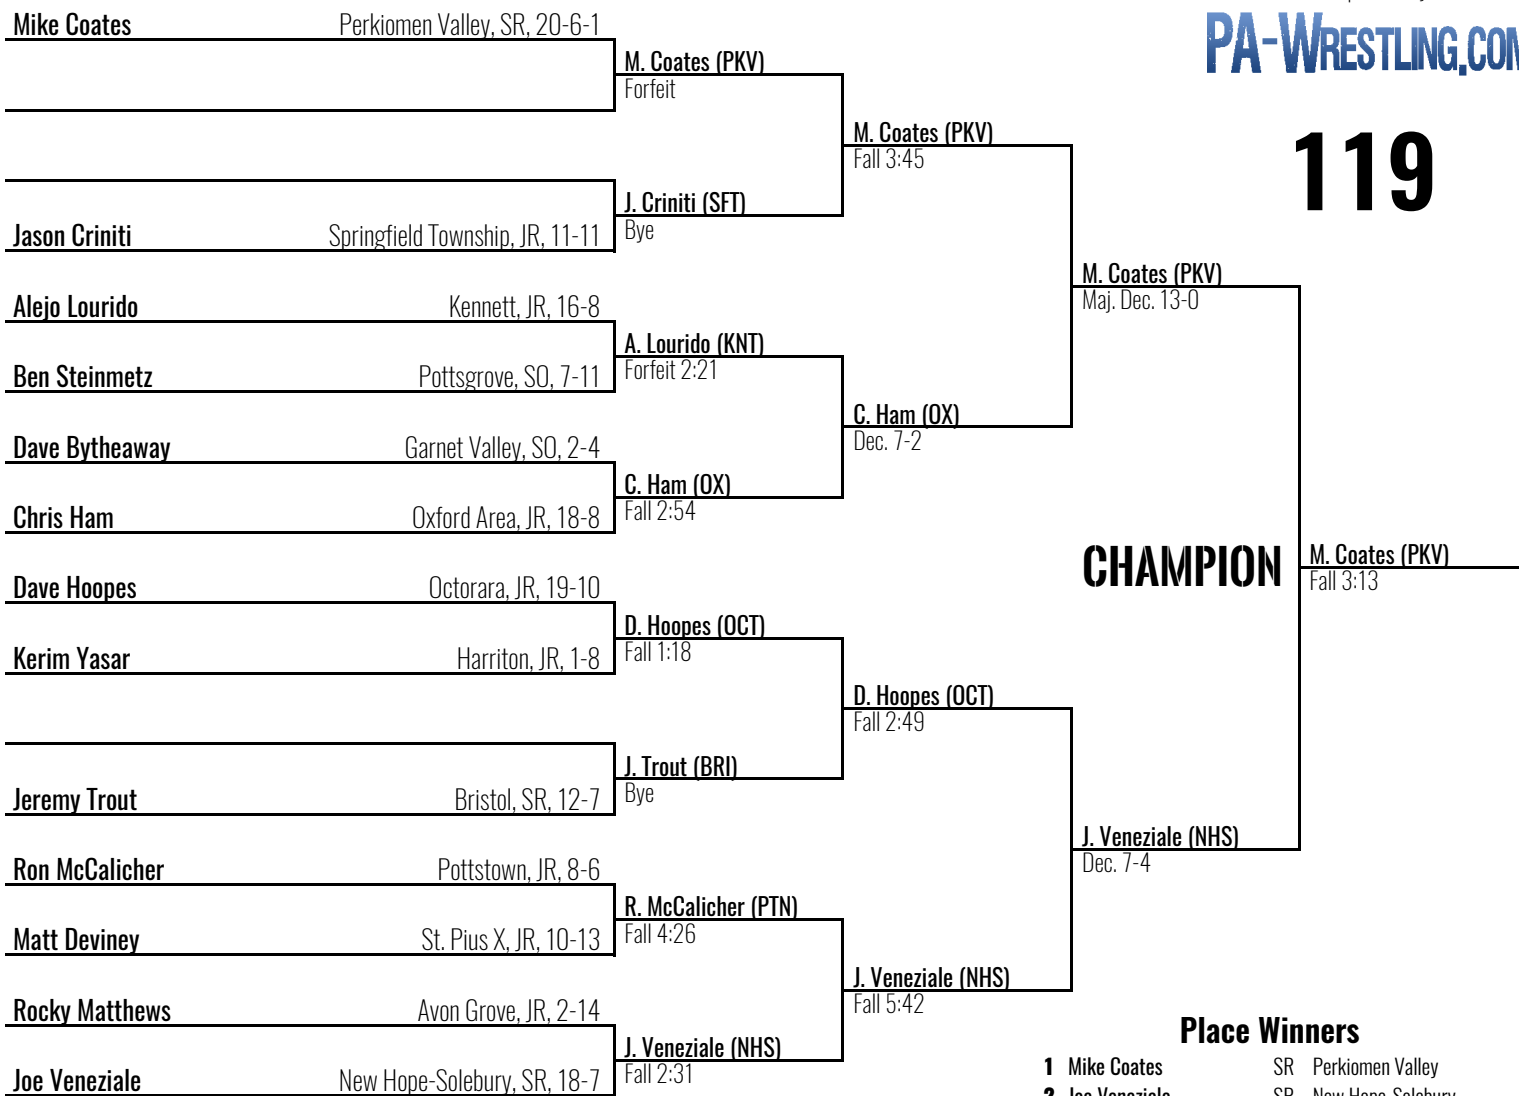 Mike Coates Perkiomen Valley, SR, 20-6-1
PA-WRESTLING.COM
M. Coates (PKV)
Forfeit
119
M. Coates (PKV)
Fall 3:45
J. Criniti (SFT)
Bye
Jason Criniti Springfield Township, JR, 11-11
M. Coates (PKV)
Maj. Dec. 13-0
Alejo Lourido Kennett, JR, 16-8
A. Lourido (KNT)
Forfeit 2:21
Ben Steinmetz Pottsgrove, SO, 7-11
C. Ham (OX)
Dec. 7-2
Dave Bytheaway Garnet Valley, SO, 2-4
C. Ham (OX)
Fall 2:54
Chris Ham Oxford Area, JR, 18-8
CHAMPION
M. Coates (PKV)
Fall 3:13
Dave Hoopes Octorara, JR, 19-10
D. Hoopes (OCT)
Fall 1:18
Kerim Yasar Harriton, JR, 1-8
D. Hoopes (OCT)
Fall 2:49
J. Trout (BRI)
Bye
Jeremy Trout Bristol, SR, 12-7
J. Veneziale (NHS)
Dec. 7-4
Ron McCalicher Pottstown, JR, 8-6
R. McCalicher (PTN)
Fall 4:26
Matt Deviney St. Pius X, JR, 10-13
J. Veneziale (NHS)
Fall 5:42
Rocky Matthews Avon Grove, JR, 2-14
J. Veneziale (NHS)
Fall 2:31
Joe Veneziale New Hope-Solebury, SR, 18-7
Place Winners
1 Mike Coates SR Perkiomen Valley
2 Joe Veneziale SR New Hope-Solebury